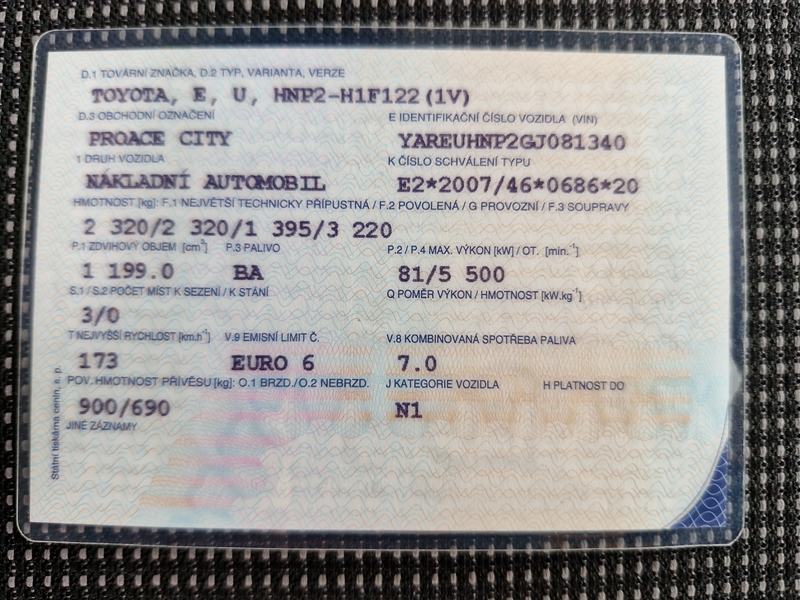 D.1 TOVÁRNÍ ZNAČKA, D.2 TYP, VARIANTA, VERZE
TOYOTA, E, U, HNP2-H1F122 (1V)
D.3 OBCHODNÍ OZNAČENÍ E IDENTIFIKAČNÍ ČÍSLO VOZIDLA (VIN)
PROACE CITY YAREUHNP2GJ081340
1 DRUH VOZIDLA K ČÍSLO SCHVÁLENÍ TYPU
NÁKLADNÍ AUTOMOBIL E2*2007/46*0686*20
HMOTNOST [kg]: F.1 NEJVĚTŠÍ TECHNICKY PŘÍPUSTNÁ / F.2 POVOLENÁ / G PROVOZNÍ / F.3 SOUPRAVY
2 320/2 320/1 395/3 220
P.1 ZDVIHOVÝ OBJEM [cm³] P.3 PALIVO P.2 / P.4 MAX. VÝKON [kW] / OT. [min.⁻¹]
1 199.0 BA 81/5 500
S.1 / S.2 POČET MÍST K SEZENÍ / K STÁNÍ Q POMĚR VÝKON / HMOTNOST [kW.kg⁻¹]
3/0
T NEJVYŠŠÍ RYCHLOST [km.h⁻¹] V.9 EMISNÍ LIMIT Č. V.8 KOMBINOVANÁ SPOTŘEBA PALIVA
173 EURO 6 7.0
POV. HMOTNOST PŘÍVĚSU [kg]: O.1 BRZD./O.2 NEBRZD. J KATEGORIE VOZIDLA H PLATNOST DO
900/690 N1
JINÉ ZÁZNAMY
Státní tiskárna cenin, s. p.